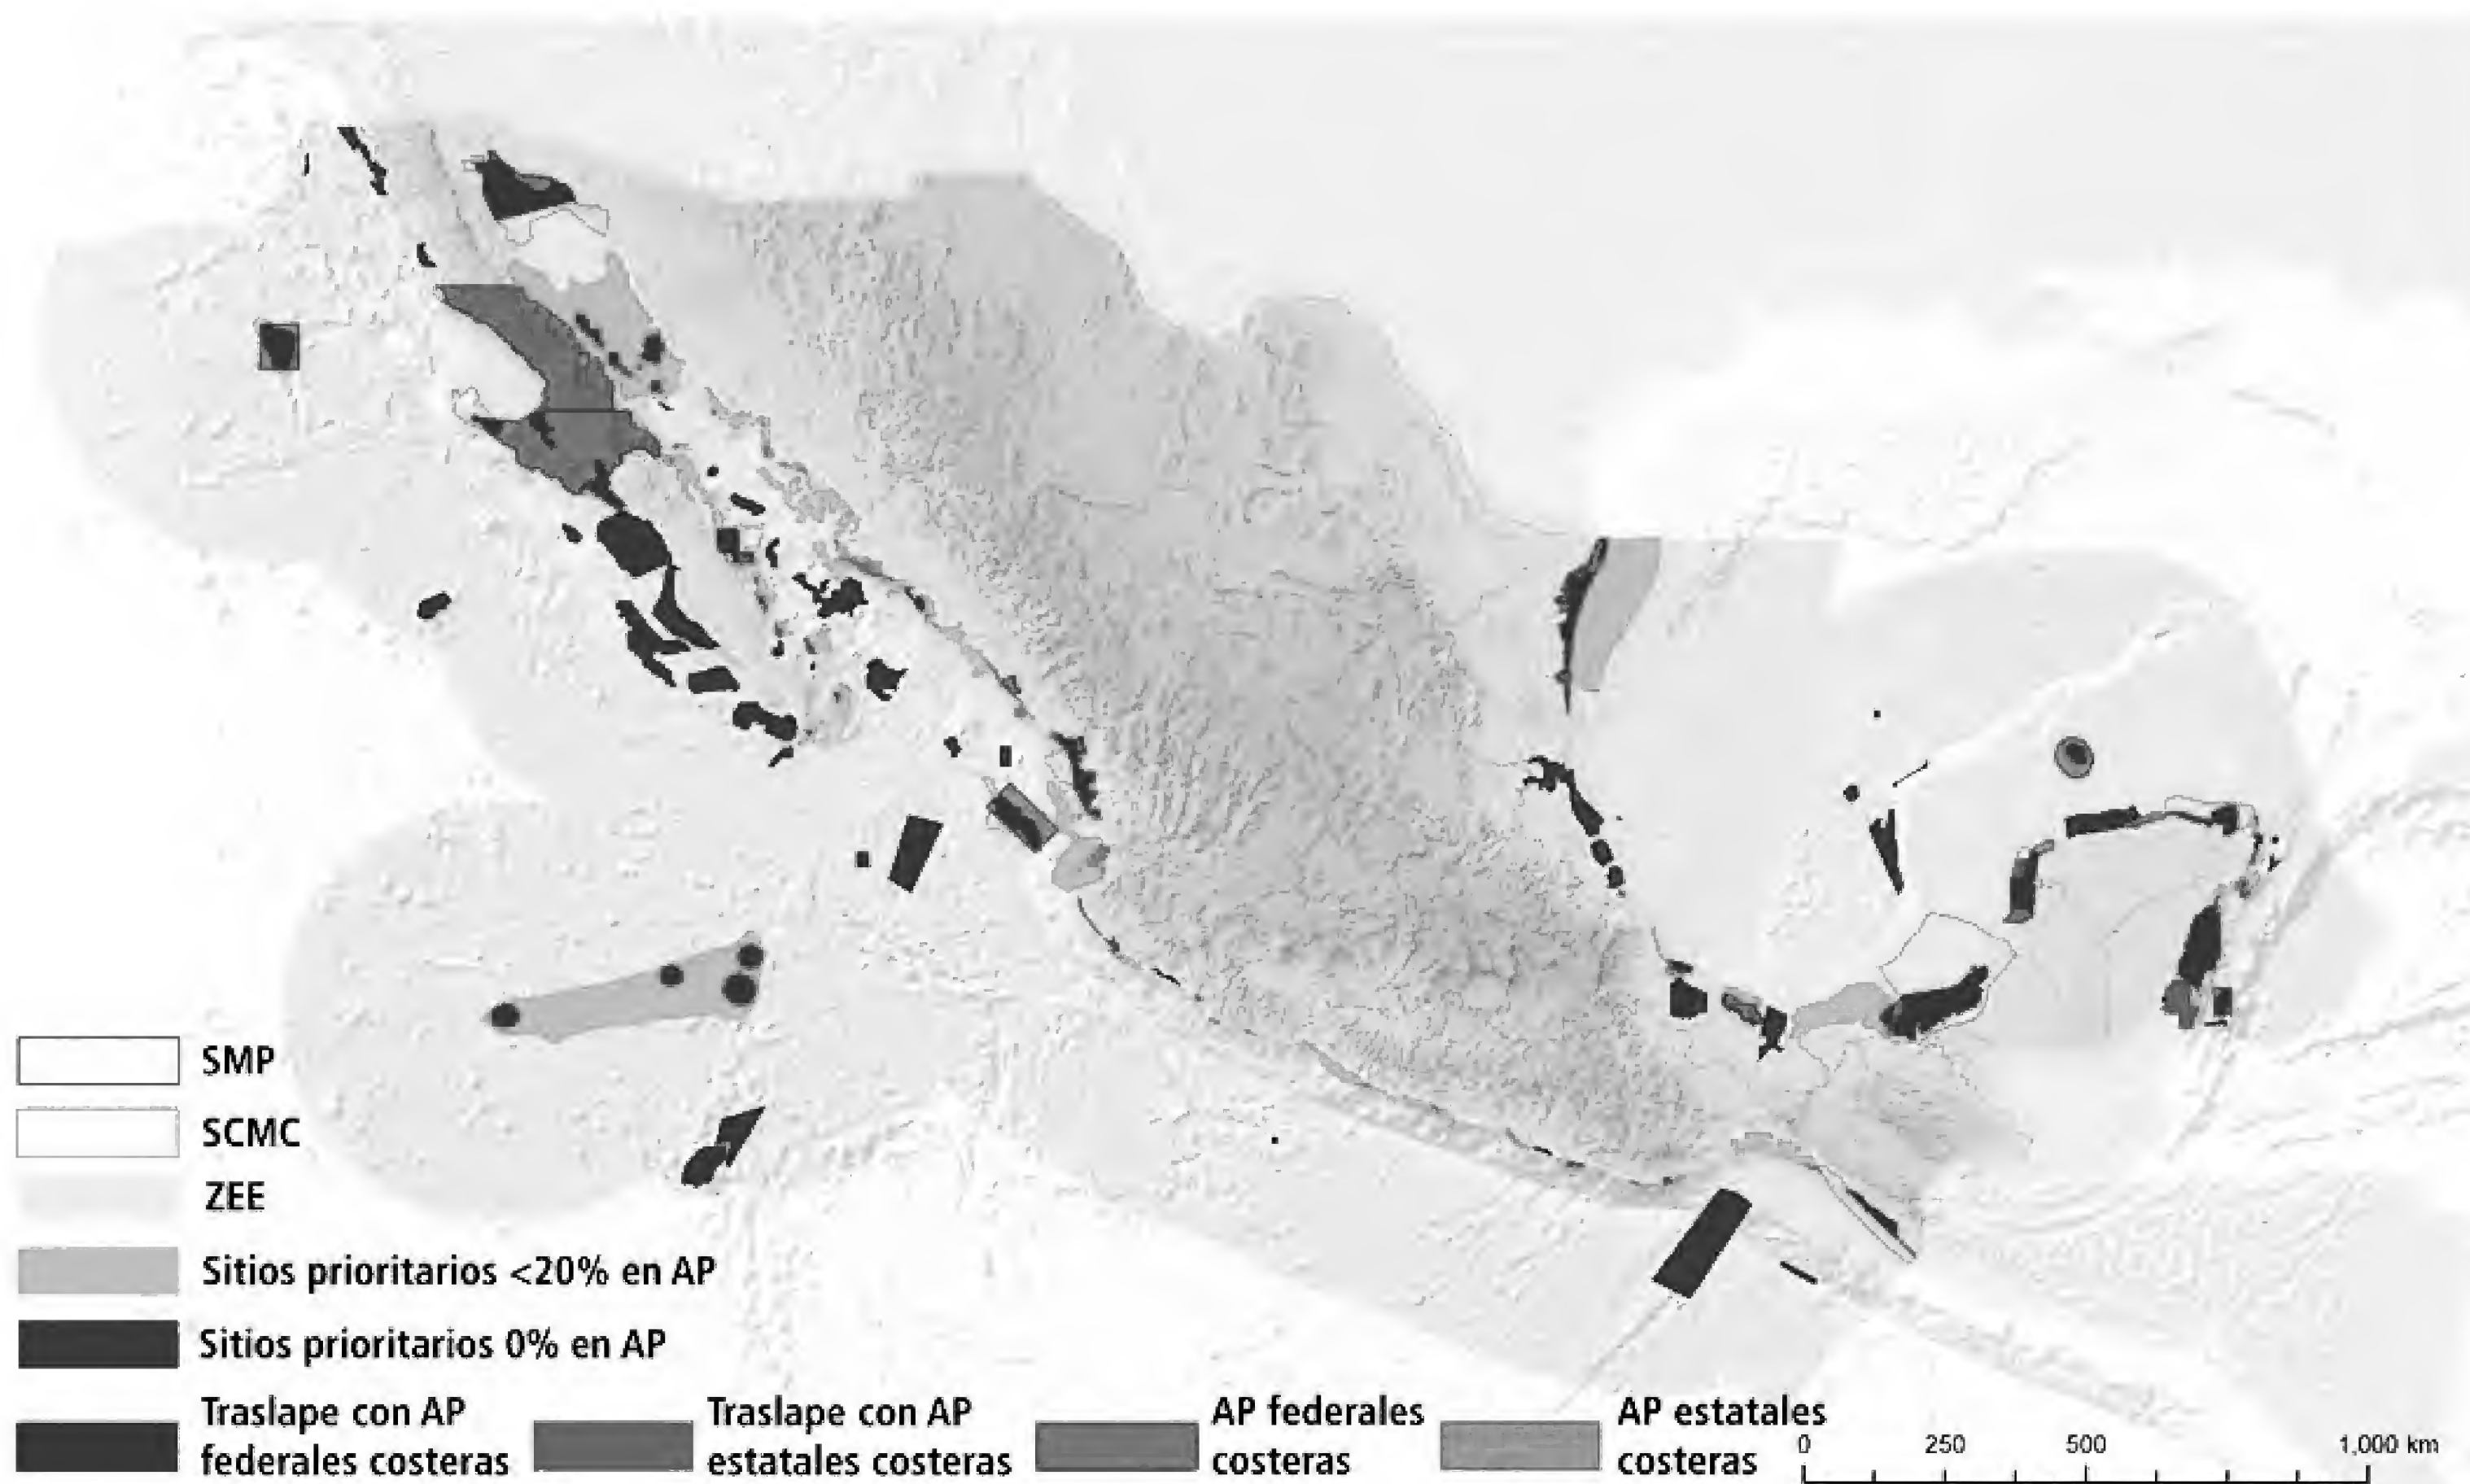 SMP
SCMC
ZEE
Sitios prioritarios <20% en AP
Sitios prioritarios 0% en AP
Traslape con AP
federales costeras
Traslape con AP
estatales costeras
AP federales
costeras
AP estatales
costeras
0 250 500 1,000 km